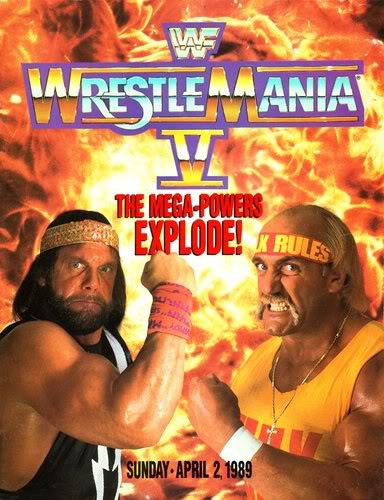 WF
WRESTLEMANIA
V
THE MEGA-POWERS
EXPLODE!
K RULES
SUNDAY · APRIL 2, 1989